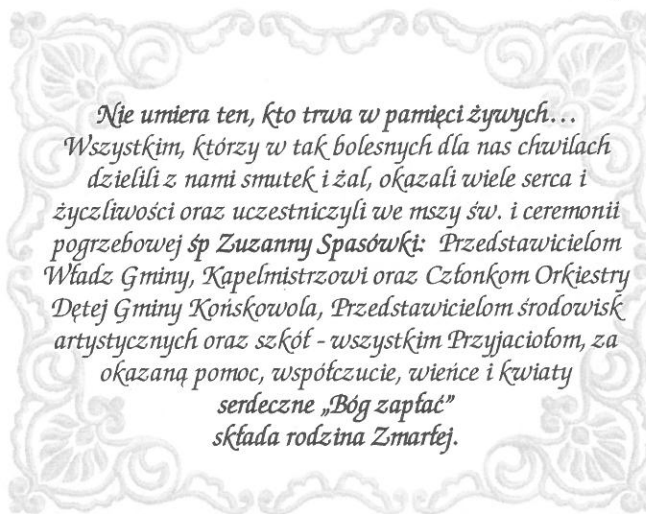 Nie umiera ten, kto trwa w pamięci żywych…
Wszystkim, którzy w tak bolesnych dla nas chwilach
dzielili z nami smutek i żal, okazali wiele serca i
życzliwości oraz uczestniczyli we mszy św. i ceremonii
pogrzebowej śp Zuzanny Spasówki: Przedstawicielom
Władz Gminy, Kapelmistrzowi oraz Członkom Orkiestry
Dętej Gminy Końskowola, Przedstawicielom środowisk
artystycznych oraz szkół - wszystkim Przyjaciołom, za
okazaną pomoc, współczucie, wieńce i kwiaty
serdeczne „Bóg zapłać”
składa rodzina Zmarłej.